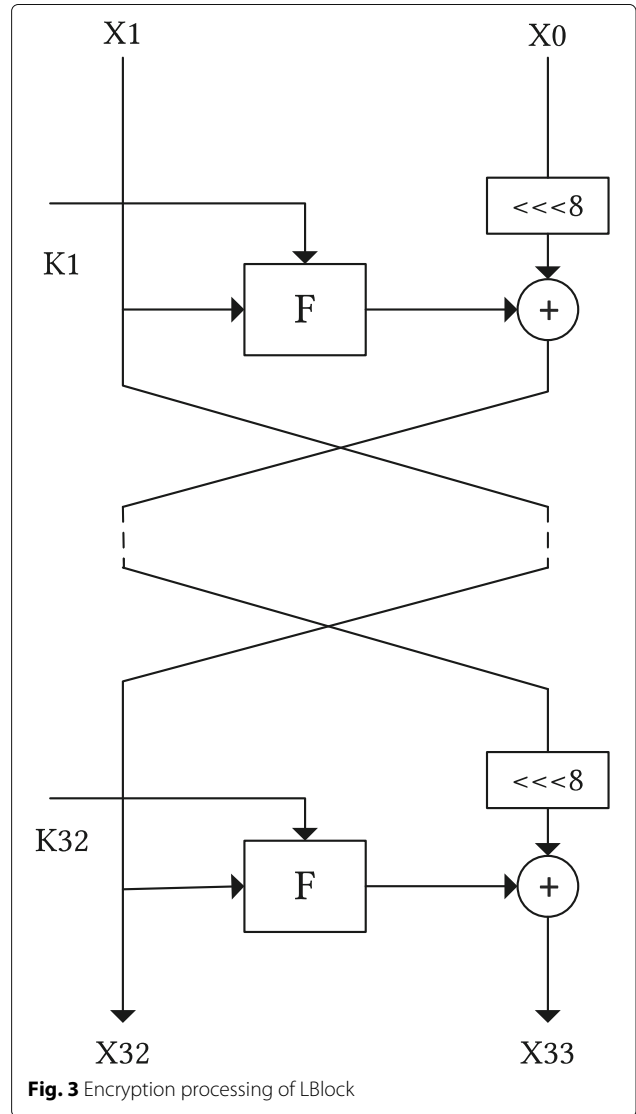 X1 X0
<<<8
K1
F +
<<<8
K32
F +
X32 X33
Fig. 3 Encryption processing of LBlock